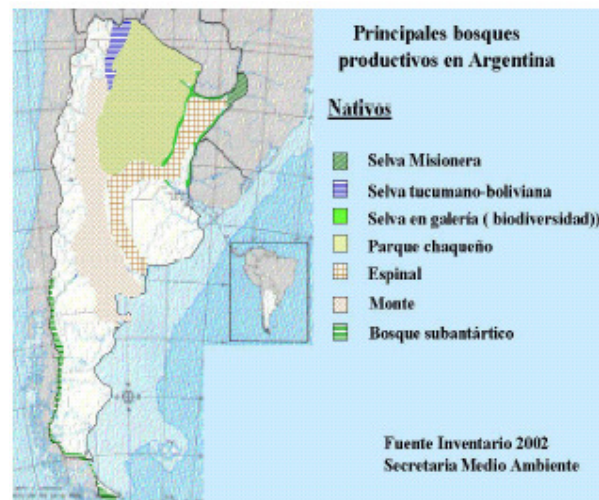 Principales bosques
productivos en Argentina
Nativos
Selva Misionera
Selva tucumano-boliviana
Selva en galería ( biodiversidad))
Parque chaqueño
Espinal
Monte
Bosque subantártico
Fuente Inventario 2002
Secretaria Medio Ambiente